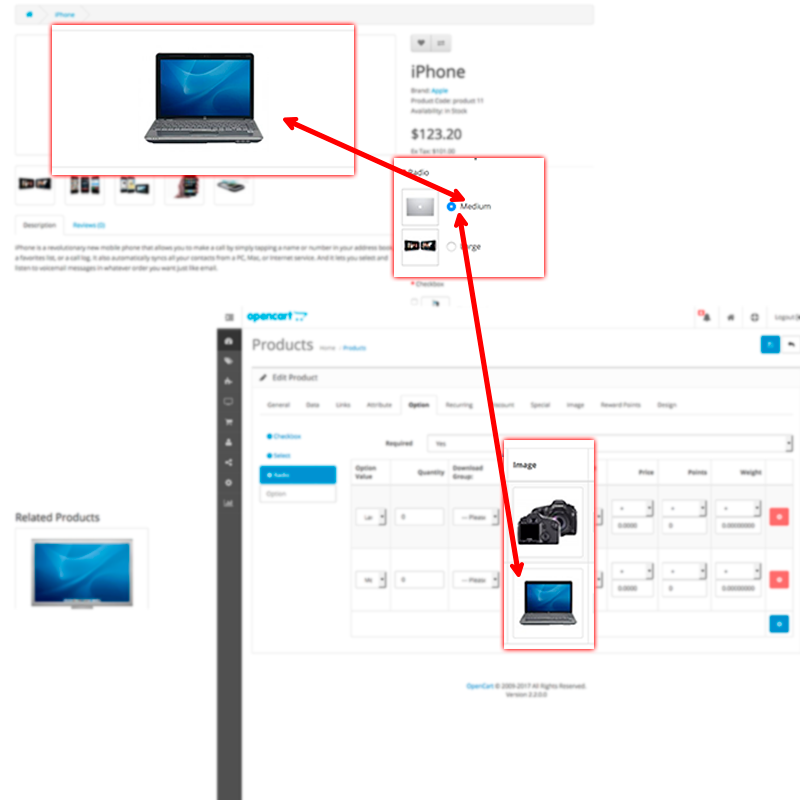 iPhone
iPhone
Brand: Apple
Product Code: product 11
Availability: In Stock
$123.20
Ex Tax: $101.00
Radio
Medium
Description
Reviews (0)
iPhone is a revolutionary new mobile phone that allows you to make a call by simply tapping a name or number in your address
a favorites list, or a call log. It also automatically syncs all your contacts from a PC, Mac, or Internet service. And it lets you select and
listen to voicemail messages in whatever order you want just like email.
* Checkbox
opencart
Logout
Products
Home
Products
Edit Product
General
Data
Links
Attribute
Option
Recurring
Special
Image
Reward Points
Design
Checkbox
Select
Radio
Option
Required
Yes
Option Value
Quantity
Download Group:
Image
Price
Points
Weight
0
+
+
+
0.0000
0
0.00000000
0
+
+
+
0.0000
0
0.00000000
Related Products
OpenCart © 2009-2017 All Rights Reserved.
Version 2.2.0.0